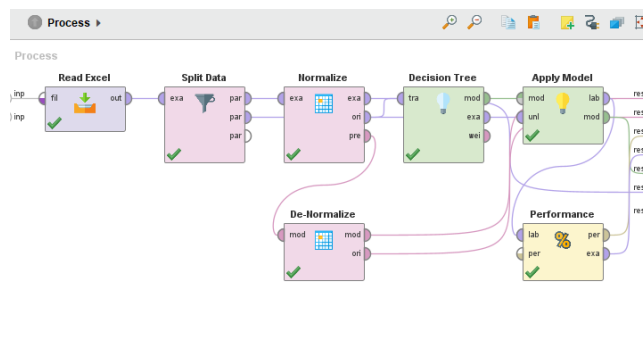 Process
Process
Read Excel
Split Data
Normalize
Decision Tree
Apply Model
inp
fil
out
exa
par
exa
exa
tra
mod
mod
lab
res
inp
par
ori
exa
unl
mod
res
par
pre
wei
res
res
res
res
res
De-Normalize
Performance
mod
mod
lab
per
ori
per
exa